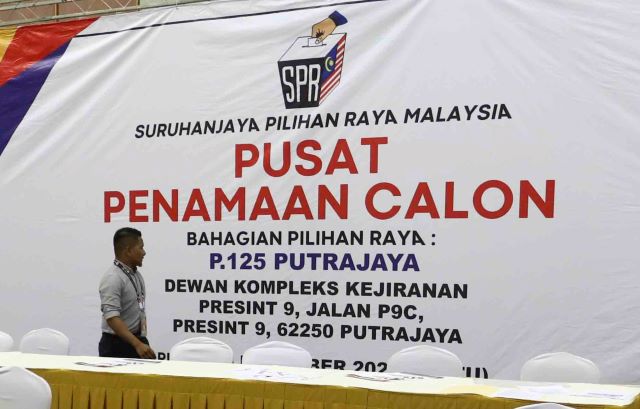 SPR
SURUHANJAYA PILIHAN RAYA MALAYSIA
PUSAT
PENAMAAN CALON
BAHAGIAN PILIHAN RAYA :
P.125 PUTRAJAYA
DEWAN KOMPLEKS KEJIRANAN
PRESINT 9, JALAN P9C,
PRESINT 9, 62250 PUTRAJAYA